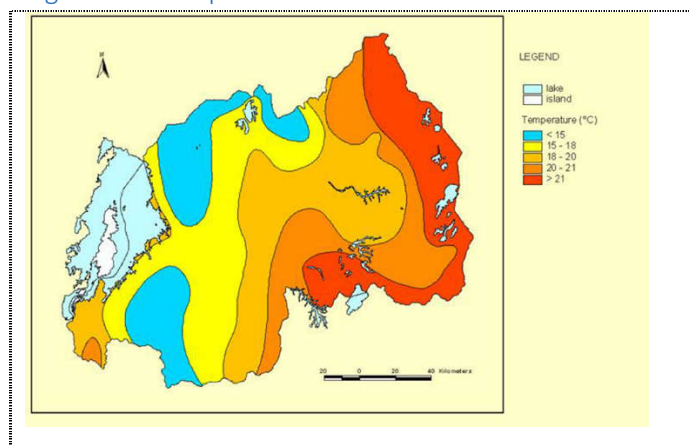 N
LEGEND
lake
island
Temperature (°C)
< 15
15 - 18
18 - 20
20 - 21
> 21
20 0 20 40 Kilometers